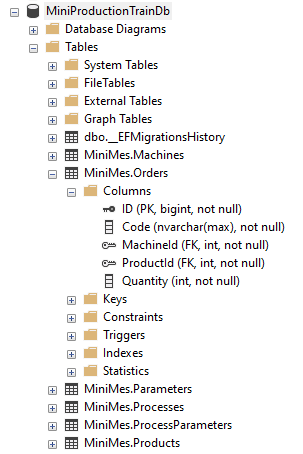 MiniProductionTrainDb
Database Diagrams
Tables
System Tables
FileTables
External Tables
Graph Tables
dbo.__EFMigrationsHistory
MiniMes.Machines
MiniMes.Orders
Columns
ID (PK, bigint, not null)
Code (nvarchar(max), not null)
MachineId (FK, int, not null)
ProductId (FK, int, not null)
Quantity (int, not null)
Keys
Constraints
Triggers
Indexes
Statistics
MiniMes.Parameters
MiniMes.Processes
MiniMes.ProcessParameters
MiniMes.Products